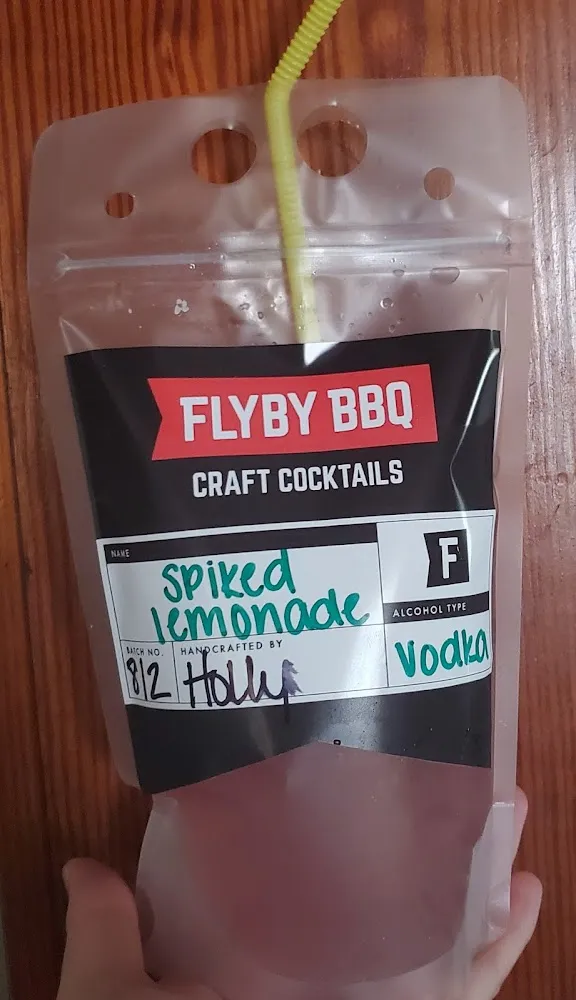 FLYBY BBQ
CRAFT COCKTAILS
NAME
spiked
lemonade
F
ALCOHOL TYPE
Vodka
BATCH NO.
8/2
HANDCRAFTED BY
Holly